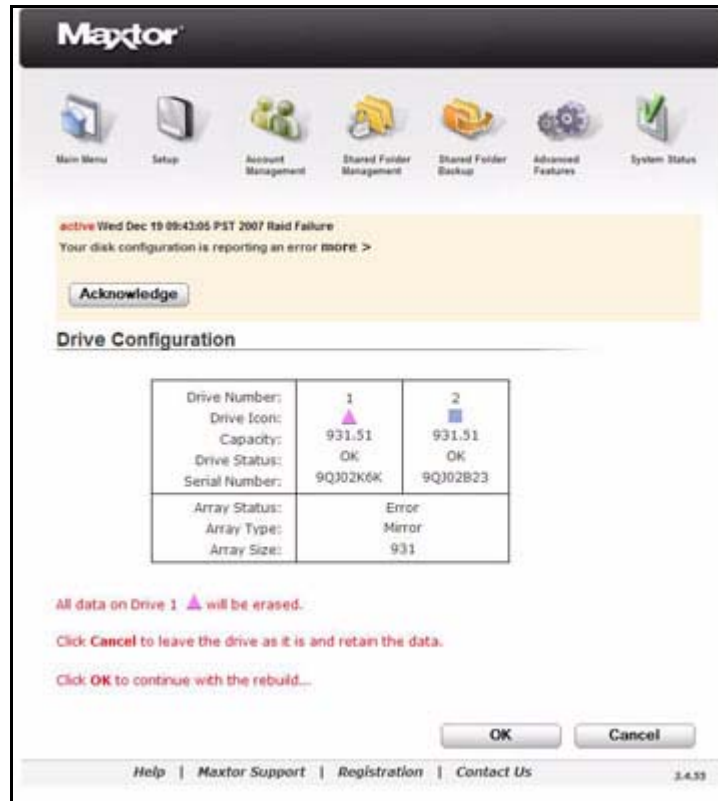 Maxtor
Main Menu
Setup
Account Management
Shared Folder Management
Shared Folder Backup
Advanced Features
System Status
active Wed Dec 19 09:43:05 PST 2007 Raid Failure
Your disk configuration is reporting an error more >
Acknowledge
Drive Configuration
Drive Number: 1 2
Drive Icon:
Capacity: 931.51 931.51
Drive Status: OK OK
Serial Number: 9QJ02K6K 9QJ02B23
Array Status: Error
Array Type: Mirror
Array Size: 931
All data on Drive 1 will be erased.
Click Cancel to leave the drive as it is and retain the data.
Click OK to continue with the rebuild...
OK Cancel
Help | Maxtor Support | Registration | Contact Us